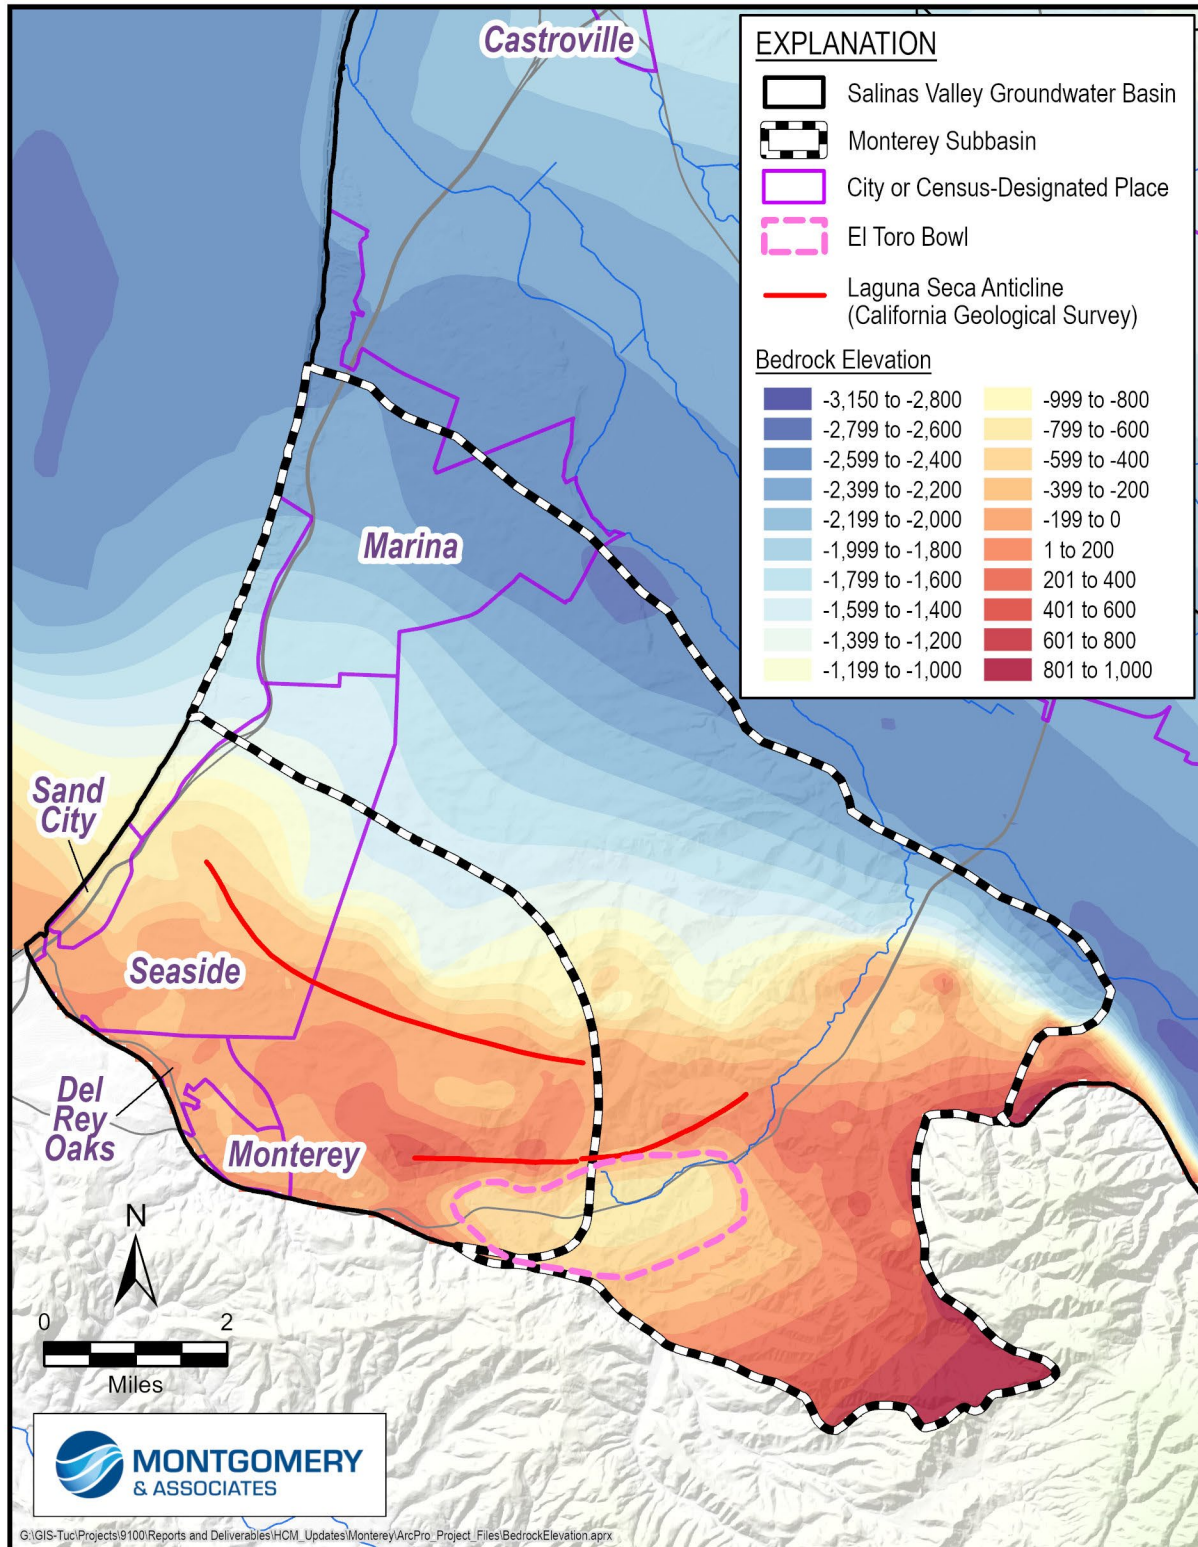 Castroville
EXPLANATION
Salinas Valley Groundwater Basin
Monterey Subbasin
City or Census-Designated Place
El Toro Bowl
Laguna Seca Anticline
(California Geological Survey)
Bedrock Elevation
-3,150 to -2,800
-2,799 to -2,600
-2,599 to -2,400
-2,399 to -2,200
-2,199 to -2,000
-1,999 to -1,800
-1,799 to -1,600
-1,599 to -1,400
-1,399 to -1,200
-1,199 to -1,000
-999 to -800
-799 to -600
-599 to -400
-399 to -200
-199 to 0
1 to 200
201 to 400
401 to 600
601 to 800
801 to 1,000
Marina
Sand
City
Seaside
Del
Rey
Oaks
Monterey
N
0 2
Miles
MONTGOMERY
& ASSOCIATES
G:\GIS-Tuc\Projects\9100\Reports and Deliverables\HCM_Updates\Monterey\ArcPro_Project_Files\BedrockElevation.aprx